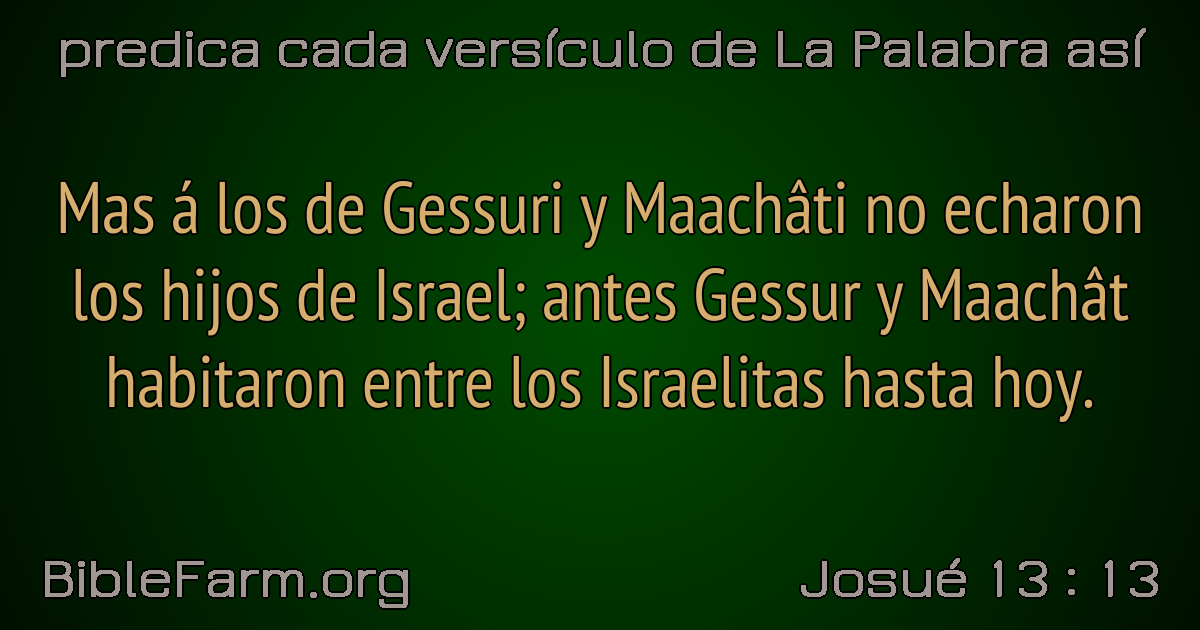 predica cada versículo de La Palabra así
Mas á los de Gessuri y Maachâti no echaron
los hijos de Israel; antes Gessur y Maachât
habitaron entre los Israelitas hasta hoy.
BibleFarm.org
Josué 13 : 13